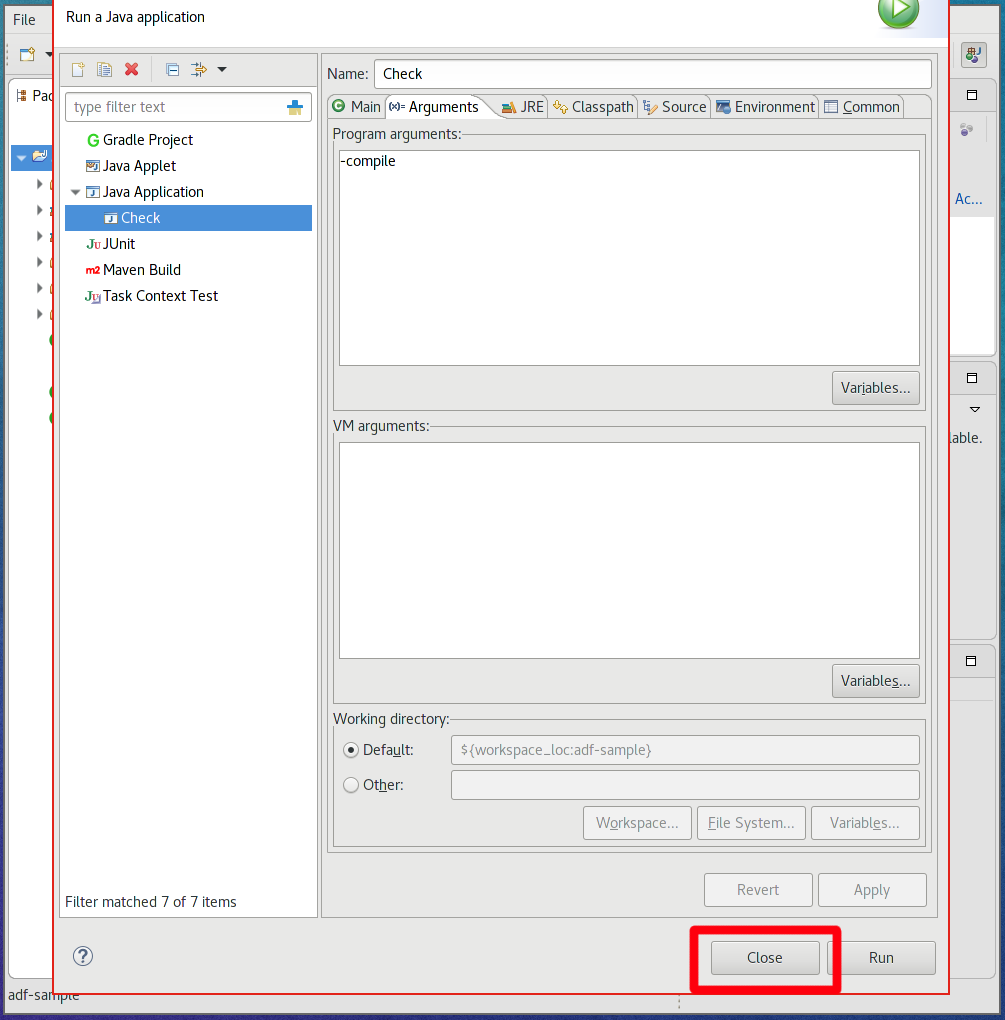 File
Run a Java application
Pac
Name: Check
type filter text
Main (x)= Arguments JRE Classpath Source Environment Common
Program arguments:
-compile
Gradle Project
Java Applet
Java Application
Check
JUnit
m2 Maven Build
Task Context Test
Ac...
Variables...
VM arguments:
lable.
Variables...
Working directory:
Default: ${workspace_loc:adf-sample}
Other:
Workspace... File System... Variables...
Revert Apply
Filter matched 7 of 7 items
? Close Run
adf-sample